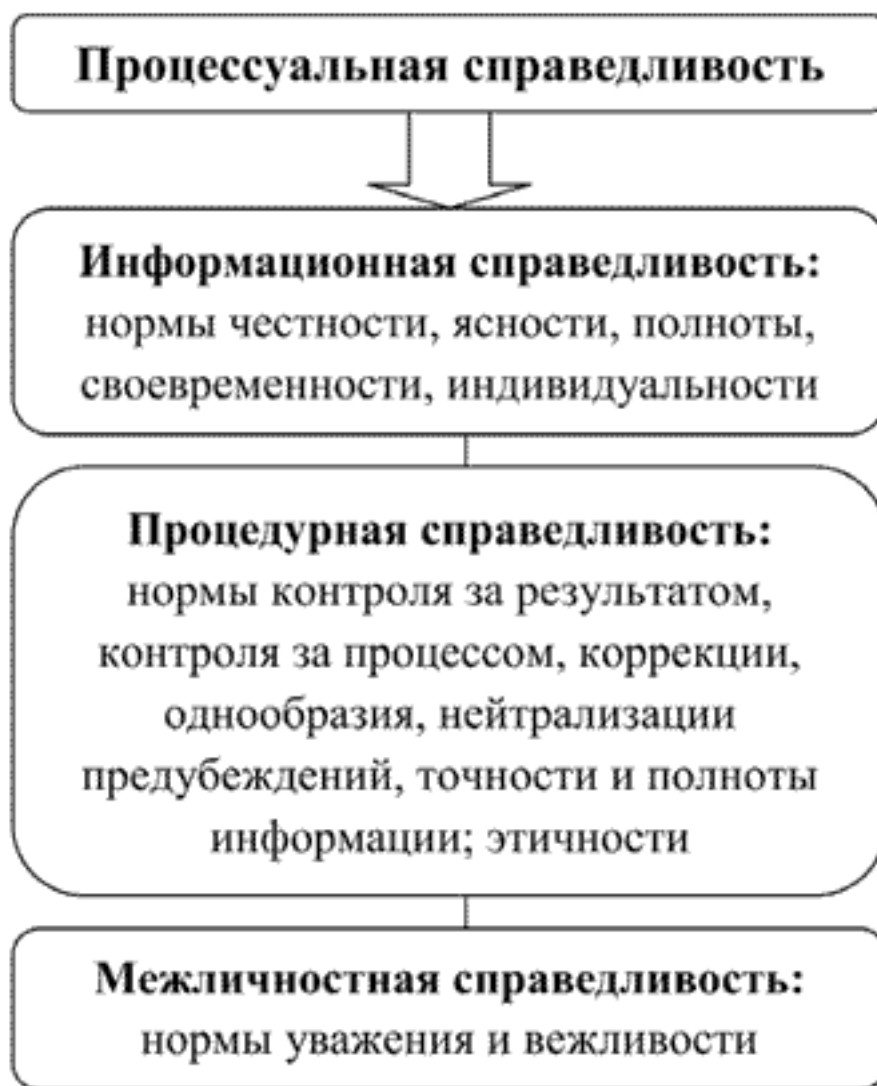 Процессуальная справедливость
Информационная справедливость:
нормы честности, ясности, полноты,
своевременности, индивидуальности
Процедурная справедливость:
нормы контроля за результатом,
контроля за процессом, коррекции,
однообразия, нейтрализации
предубеждений, точности и полноты
информации; этичности
Межличностная справедливость:
нормы уважения и вежливости